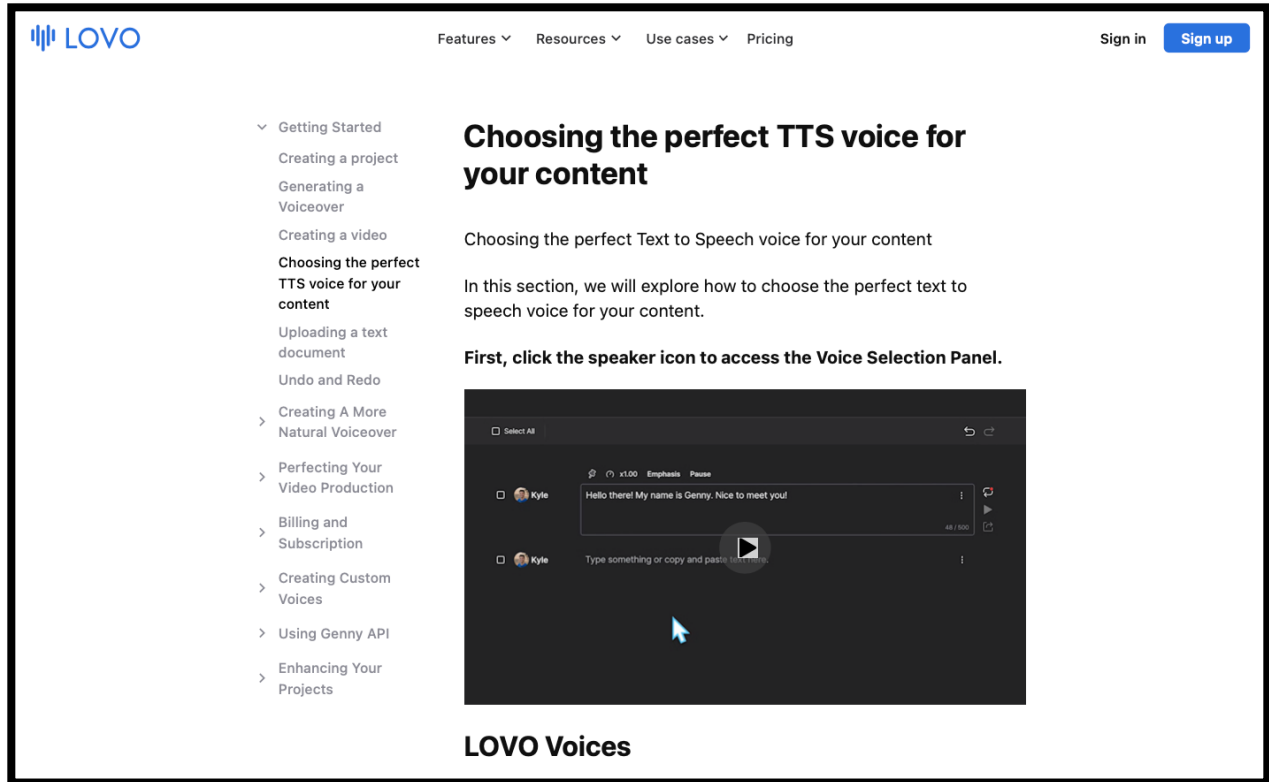 LOVO
Features
Resources
Use cases
Pricing
Sign in
Sign up
Getting Started
Creating a project
Generating a
Voiceover
Creating a video
Choosing the perfect
TTS voice for your
content
Uploading a text
document
Undo and Redo
Creating A More
Natural Voiceover
Perfecting Your
Video Production
Billing and
Subscription
Creating Custom
Voices
Using Genny API
Enhancing Your
Projects
Choosing the perfect TTS voice for
your content
Choosing the perfect Text to Speech voice for your content
In this section, we will explore how to choose the perfect text to
speech voice for your content.
First, click the speaker icon to access the Voice Selection Panel.
Select All
x1.00 Emphasis Pause
Kyle
Hello there! My name is Genny. Nice to meet you!
48 / 500
Kyle
Type something or copy and paste text here.
LOVO Voices